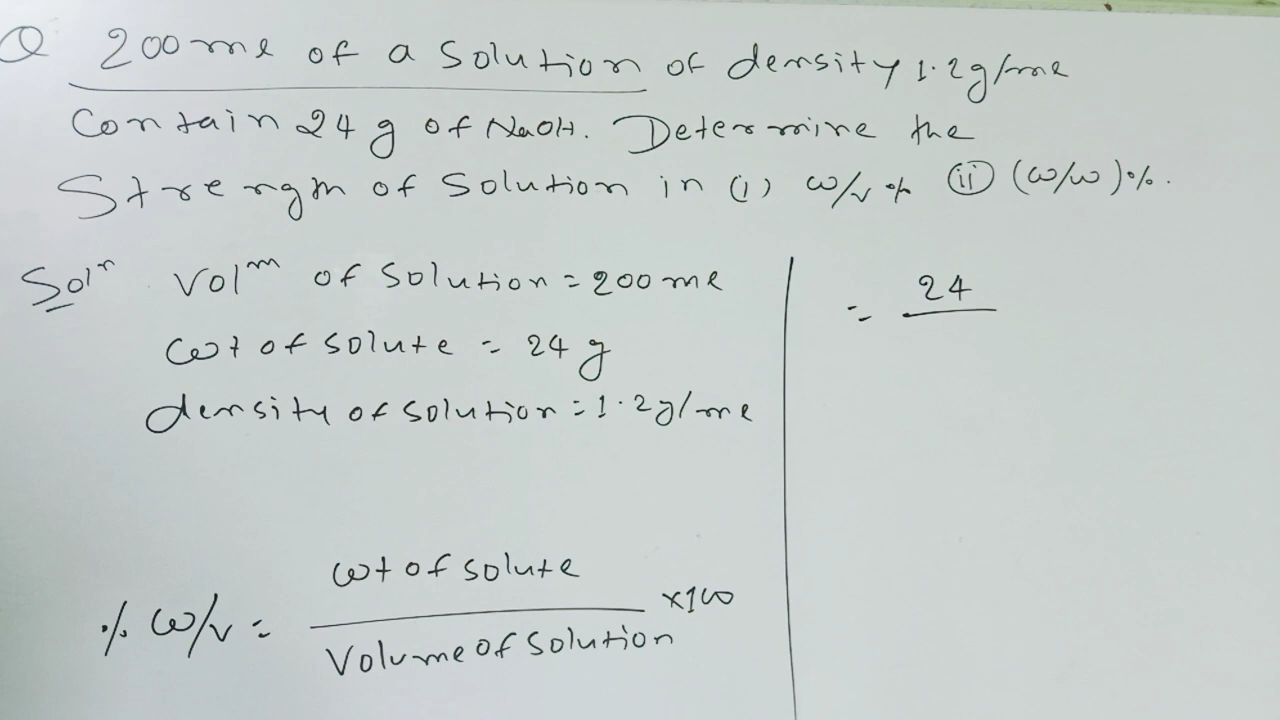 Q 200 ml of a solution of density 1.2g/ml
Contain 24 g of NaOH. Determine the
Strength of solution in (i) w/v % (ii) (w/w)%.
Solⁿ Volᵐ of solution = 200 ml
wt of solute = 24 g
density of solution = 1.2g/ml
% w/v = wt of solute
Volume of solution
×100
= 24